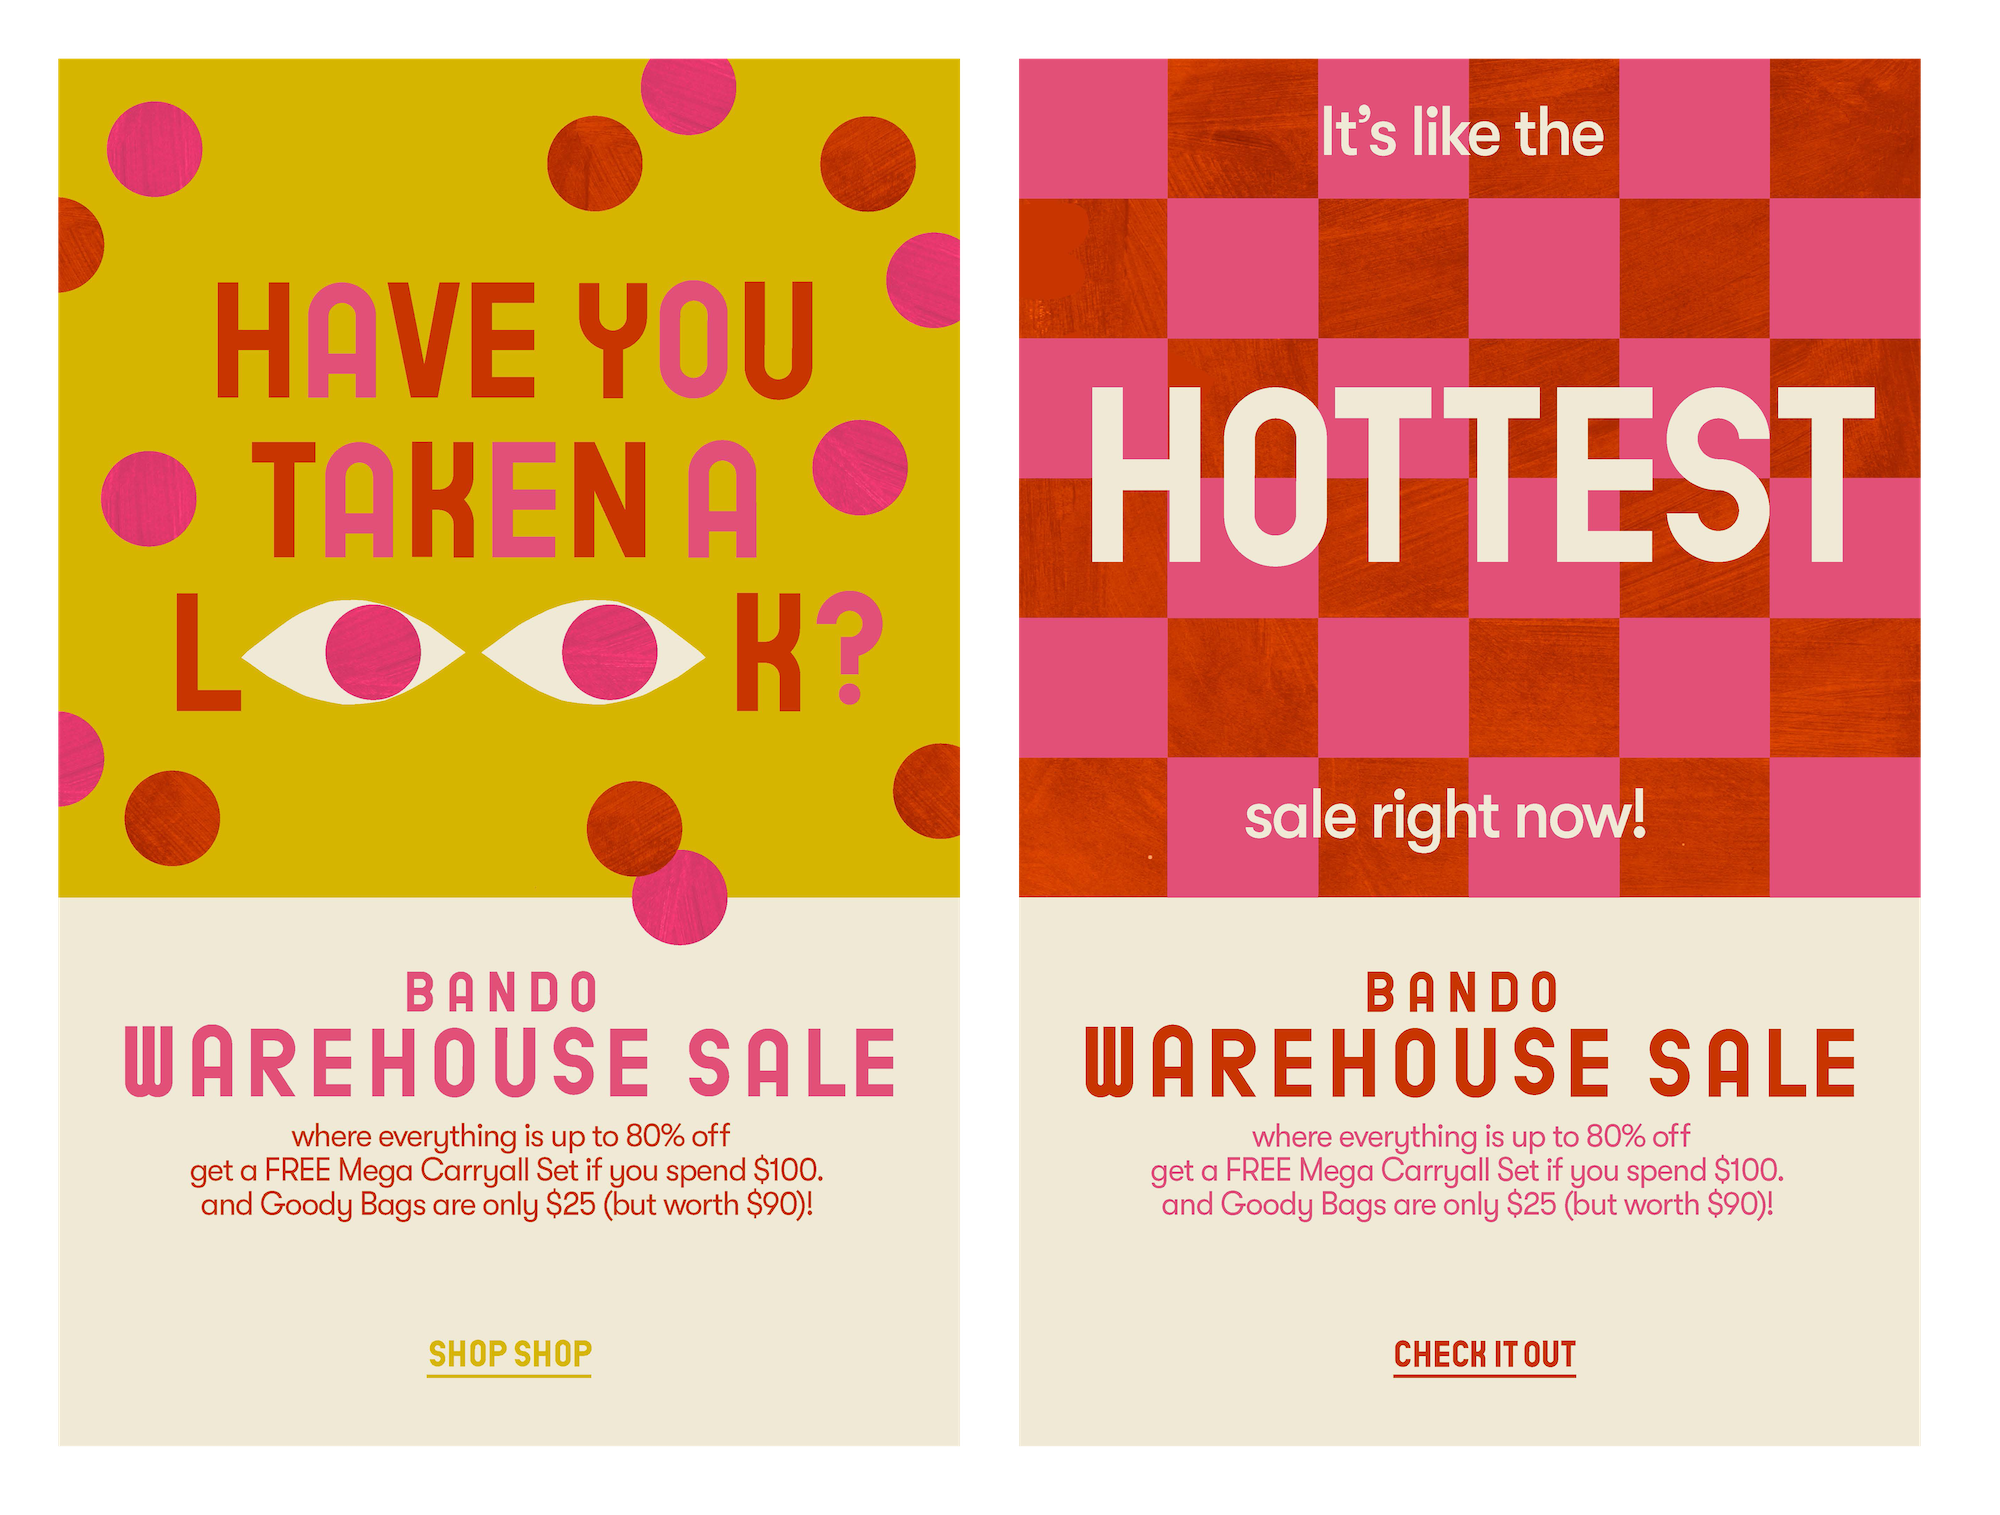 HAVE YOU
TAKEN A
LOOK?
BANDO
WAREHOUSE SALE
where everything is up to 80% off
get a FREE Mega Carryall Set if you spend $100.
and Goody Bags are only $25 (but worth $90)!
SHOP SHOP
It's like the
HOTTEST
sale right now!
BANDO
WAREHOUSE SALE
where everything is up to 80% off
get a FREE Mega Carryall Set if you spend $100.
and Goody Bags are only $25 (but worth $90)!
CHECK IT OUT